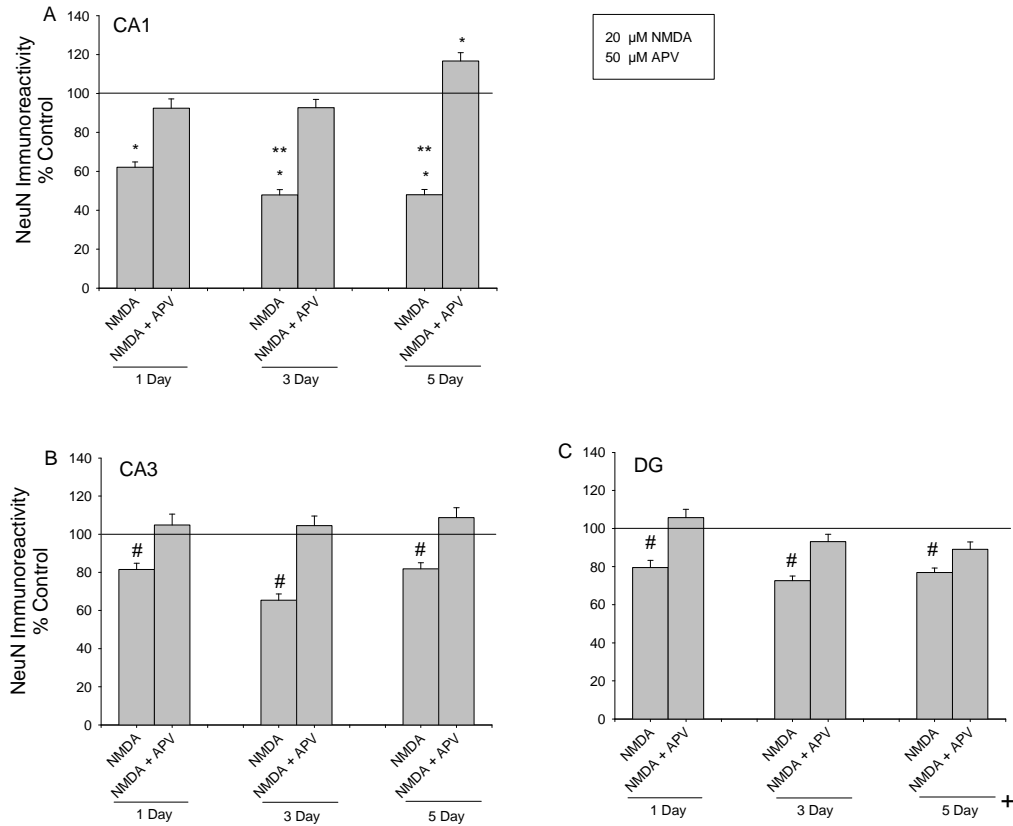 A
CA1
20 µM NMDA
50 µM APV
NeuN Immunoreactivity
% Control
140
120
100
80
60
40
20
0
*
**
*
**
*
*
NMDA
NMDA + APV
NMDA
NMDA + APV
NMDA
NMDA + APV
1 Day
3 Day
5 Day
B
CA3
NeuN Immunoreactivity
% Control
140
120
100
80
60
40
20
0
#
#
#
NMDA
NMDA + APV
NMDA
NMDA + APV
NMDA
NMDA + APV
1 Day
3 Day
5 Day
C
DG
140
120
100
80
60
40
20
0
#
#
#
NMDA
NMDA + APV
NMDA
NMDA + APV
NMDA
NMDA + APV
1 Day
3 Day
5 Day +